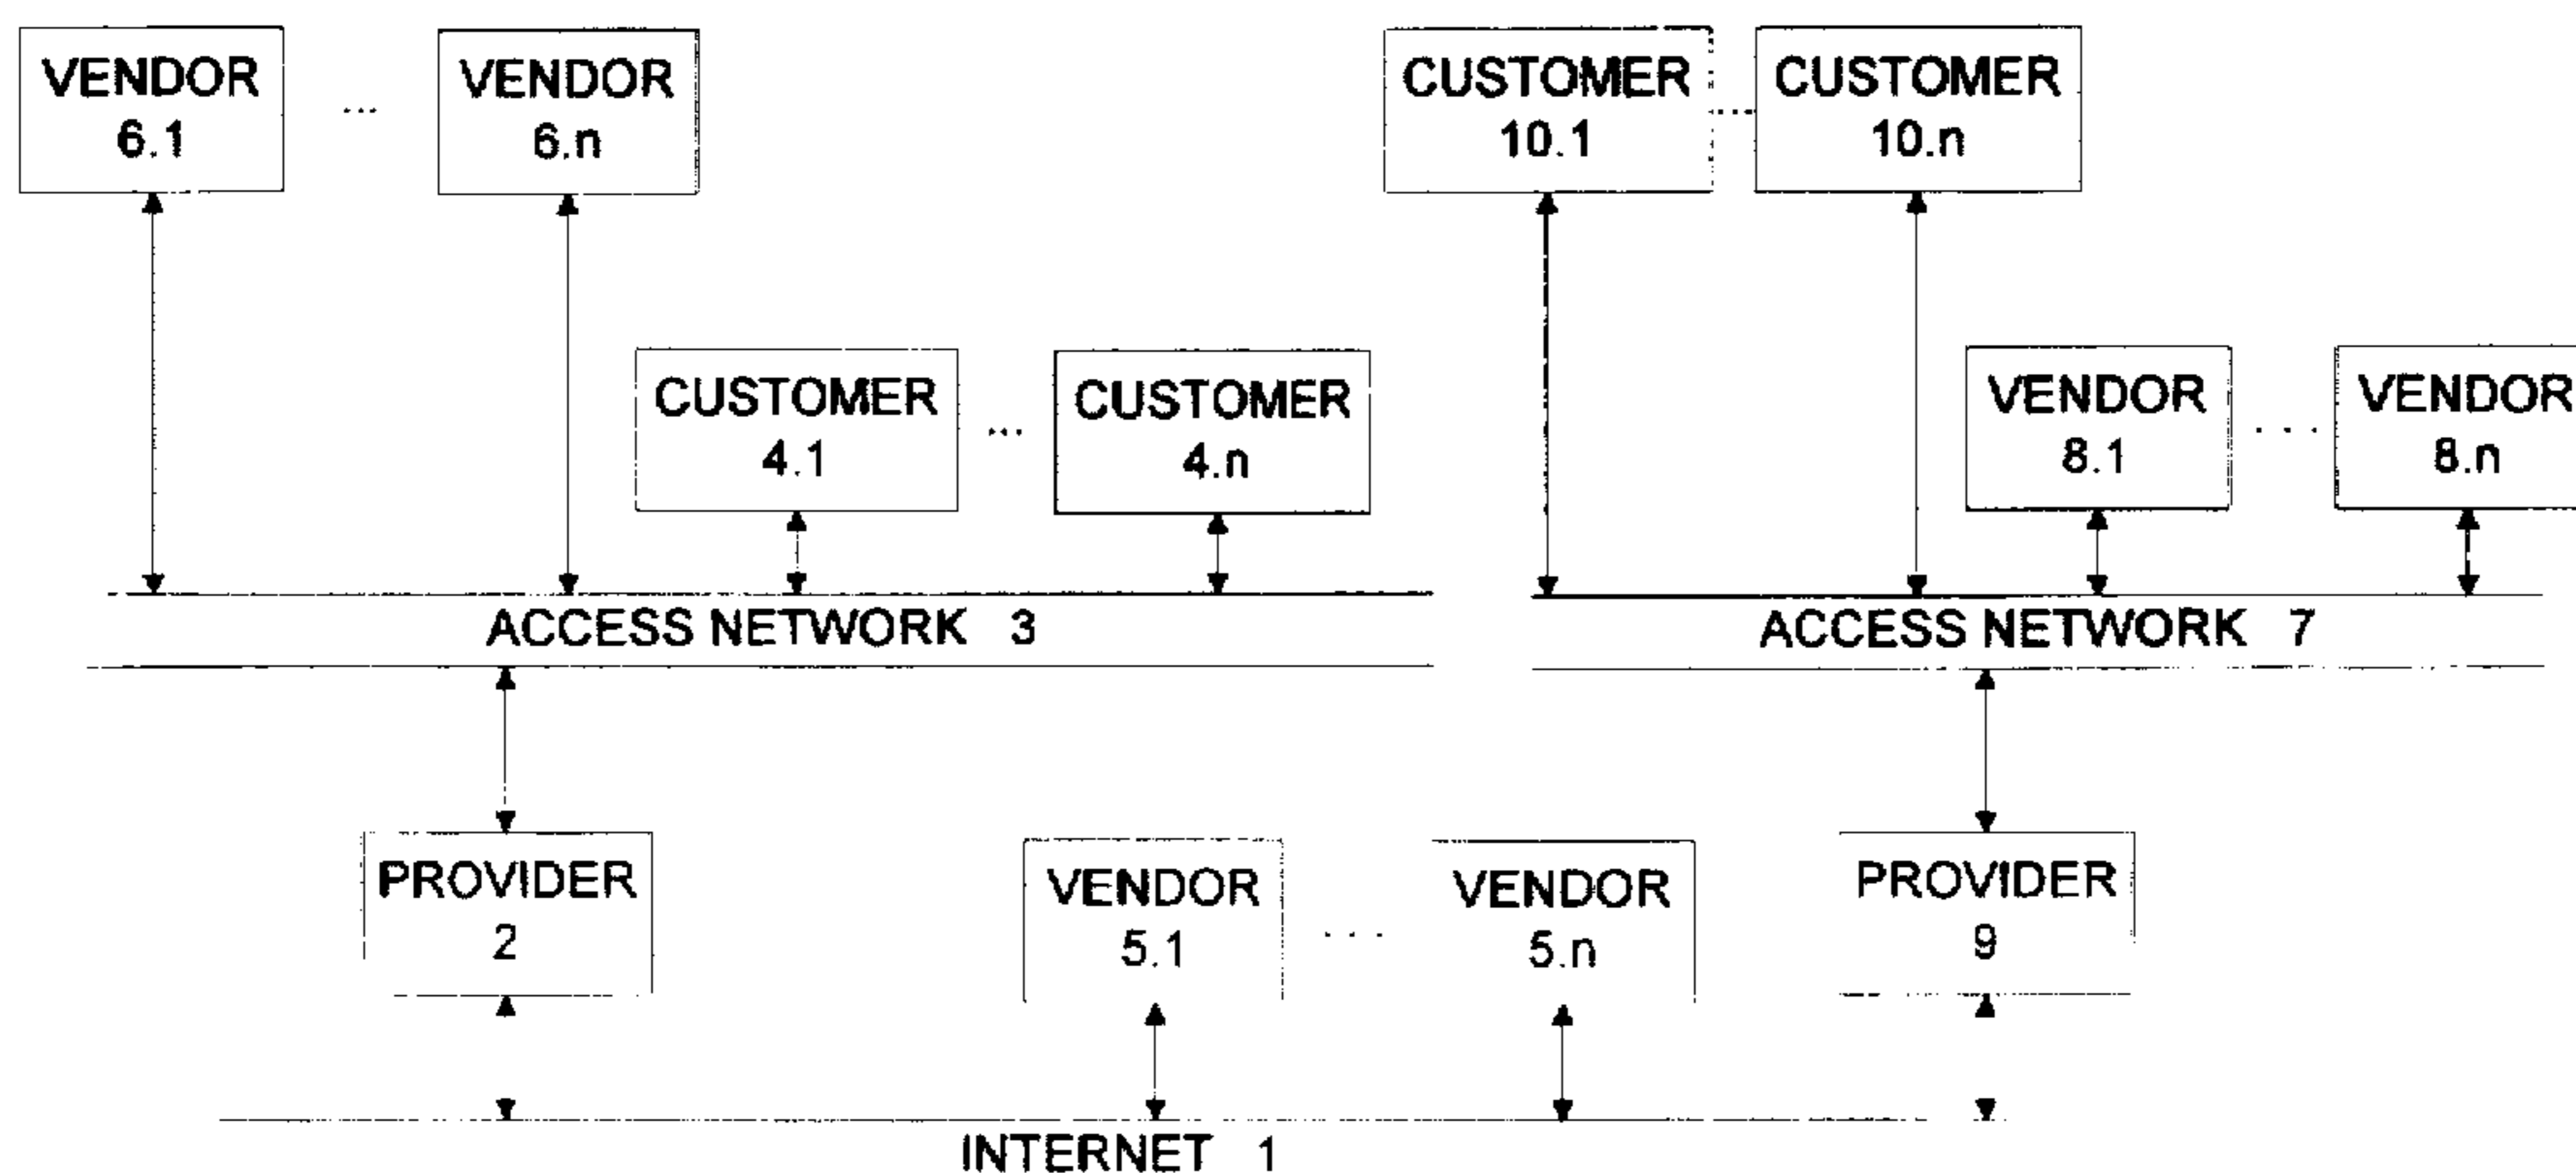 VENDOR
6.1
...
VENDOR
6.n
CUSTOMER
10.1
.....
CUSTOMER
10.n
CUSTOMER
4.1
...
CUSTOMER
4.n
VENDOR
8.1
....
VENDOR
8.n
ACCESS NETWORK 3
ACCESS NETWORK 7
PROVIDER
2
VENDOR
5.1
....
VENDOR
5.n
PROVIDER
9
INTERNET 1